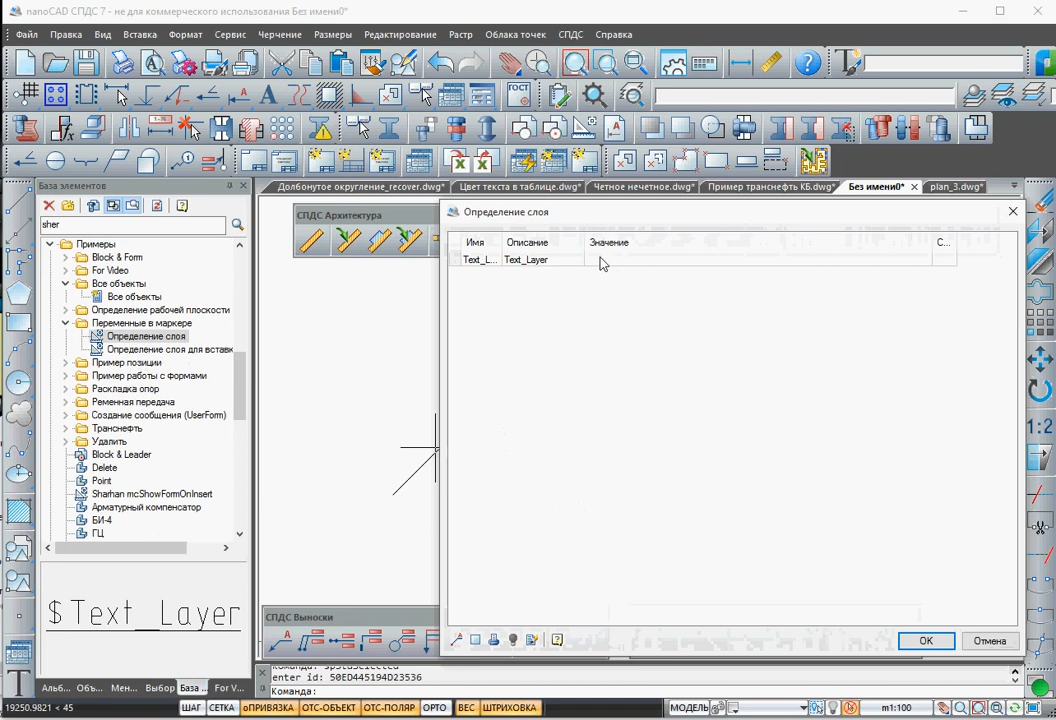 nanoCAD СПДС 7 - не для коммерческого использования Без имени0*
Файл Правка Вид Вставка Формат Сервис Черчение Размеры Редактирование Растр Облака точек СПДС Справка
ГОСТ
База элементов
Долбонутое округление_recover.dwg* Цвет текста в таблице.dwg* Четное нечетное.dwg* Пример транснефть КБ.dwg* Без имени0* plan_3.dwg*
sher
СПДС Архитектура
Определение слоя
Имя Описание Значение С...
Text_L... Text_Layer
Примеры
Block & Form
For Video
Все объекты
Все объекты
Определение рабочей плоскости
Переменные в маркере
Определение слоя
Определение слоя для встав
Пример позиции
Пример работы с формами
Раскладка опор
Ременная передача
Создание сообщения (UserForm)
Транснефть
Удалить
Block & Leader
Delete
Point
Sharhan mcShowFormOnInsert
Арматурный компенсатор
БИ-4
ГЦ
1:2
$Text_Layer
СПДС Выноски
OK Отмена
enter id: 50ED445194D23536
Команда:
Альб... Объ... Мен... Выбор База ... For V...
19250.9821 < 45 ШАГ СЕТКА оПРИВЯЗКА ОТС-ОБЪЕКТ ОТС-ПОЛЯР ОРТО ВЕС ШТРИХОВКА МОДЕЛЬ m1:100